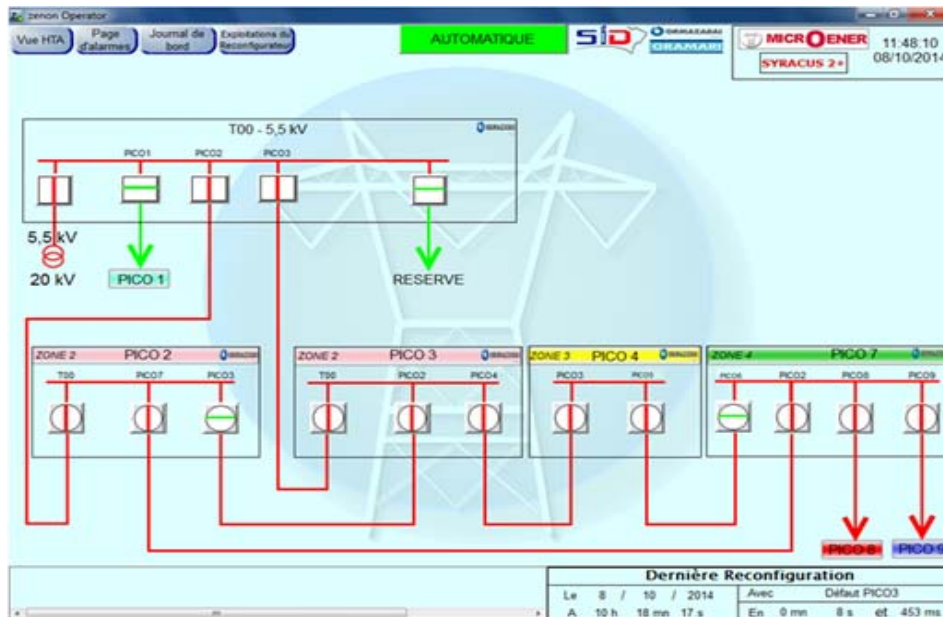 zenon Operator
Vue HTA
Page d'alarmes
Journal de bord
Exploitations du Reconfigurateur
AUTOMATIQUE
SID
GRAMARI
MICROENER
SYRACUS 2+
11:48:10
08/10/2014
T00 - 5,5 kV
PICO1 PICO2 PICO3
5,5 kV
20 kV
PICO 1
RESERVE
ZONE 2 PICO 2
T00 PICO7 PICO3
ZONE 2 PICO 3
T00 PICO2 PICO4
ZONE 3 PICO 4
PICO3 PICO5
ZONE 4 PICO 7
PICO6 PICO2 PICO8 PICO9
PICO 8 PICO 9
Dernière Reconfiguration
Le 8 / 10 / 2014 Avec Défaut PICO3
A 10 h 18 mn 17 s En 0 mn 8 s et 453 ms